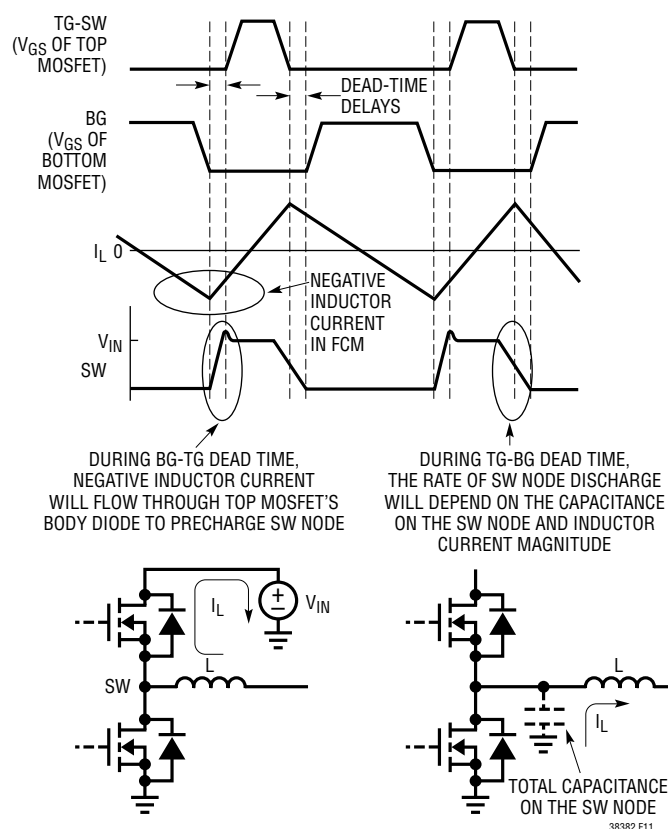 TG-SW
(VGS OF TOP
MOSFET)
DEAD-TIME
DELAYS
BG
(VGS OF
BOTTOM
MOSFET)
IL 0
NEGATIVE
INDUCTOR
CURRENT
IN FCM
VIN
SW
DURING BG-TG DEAD TIME,
NEGATIVE INDUCTOR CURRENT
WILL FLOW THROUGH TOP MOSFET'S
BODY DIODE TO PRECHARGE SW NODE
DURING TG-BG DEAD TIME,
THE RATE OF SW NODE DISCHARGE
WILL DEPEND ON THE CAPACITANCE
ON THE SW NODE AND INDUCTOR
CURRENT MAGNITUDE
IL
+
–
VIN
SW
L
L
IL
TOTAL CAPACITANCE
ON THE SW NODE
38382 F11